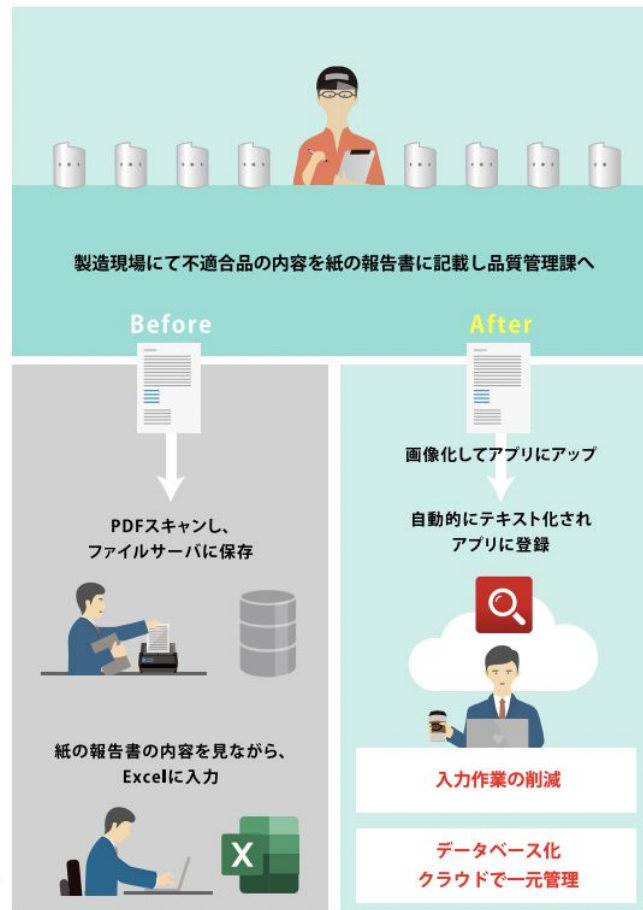 製造現場にて不適合品の内容を紙の報告書に記載し品質管理課へ
Before
PDFスキャンし、
ファイルサーバに保存
紙の報告書の内容を見ながら、
Excelに入力
X
After
画像化してアプリにアップ
自動的にテキスト化され
アプリに登録
入力作業の削減
データベース化
クラウドで一元管理